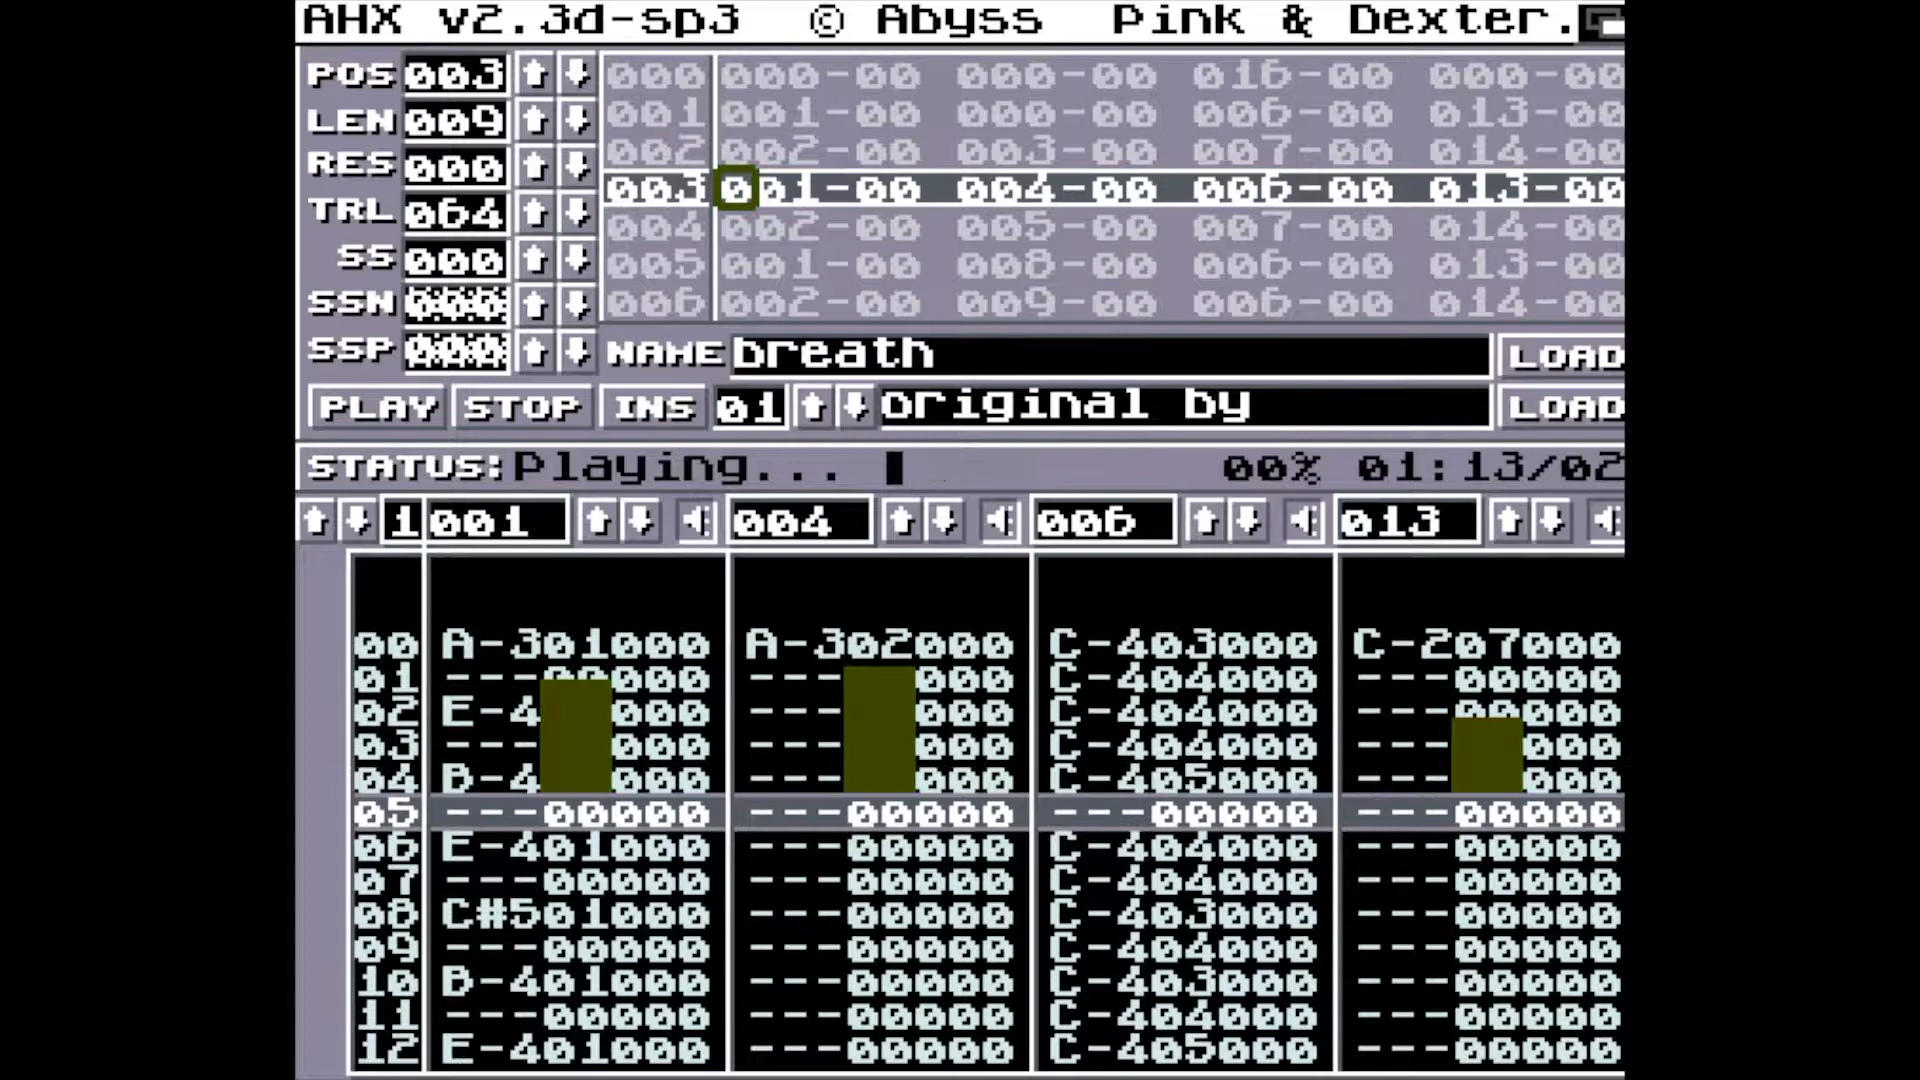 AHX v2.3d-sp3 © Abyss Pink & Dexter.
POS 003 000 000-00 000-00 016-00 000-00
LEN 009 001 001-00 000-00 006-00 013-00
RES 000 002 002-00 003-00 007-00 014-00
003 001-00 004-00 006-00 013-00
TRL 064 004 002-00 005-00 007-00 014-00
SS 000 005 001-00 008-00 006-00 013-00
SSN 000 006 002-00 009-00 006-00 014-00
SSP 000 NAME breath LOAD
PLAY STOP INS 01 original by LOAD
STATUS: Playing... 00% 01:13/02
1 001 004 006 013
00 A-301000 A-302000 C-403000 C-207000
01 ---00000 ---000 C-404000 ---00000
02 E-4000 ---000 C-404000 ---00000
03 ---000 ---000 C-404000 ---000
04 B-4000 ---000 C-405000 ---000
05 ---00000 ---00000 ---00000 ---00000
06 E-401000 ---00000 C-404000 ---00000
07 ---00000 ---00000 C-404000 ---00000
08 C#501000 ---00000 C-403000 ---00000
09 ---00000 ---00000 C-404000 ---00000
10 B-401000 ---00000 C-403000 ---00000
11 ---00000 ---00000 C-404000 ---00000
12 E-401000 ---00000 C-405000 ---00000